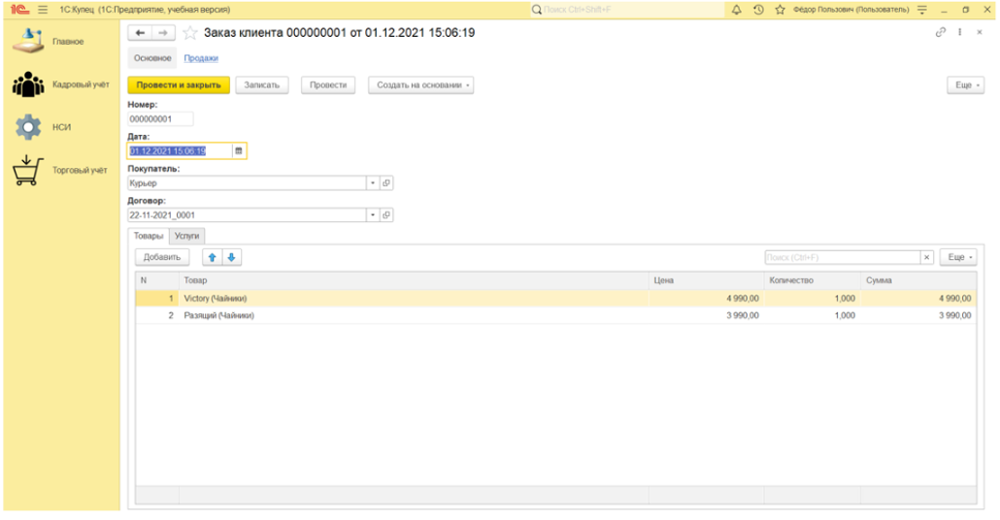 1С:Купец (1С:Предприятие, учебная версия) Поиск Ctrl+Shift+F Фёдор Пользович (Пользователь)
Главное
Кадровый учёт
НСИ
Торговый учёт
Заказ клиента 000000001 от 01.12.2021 15:06:19
Основное Продажи
Провести и закрыть Записать Провести Создать на основании Еще
Номер:
000000001
Дата:
01.12.2021 15:06:19
Покупатель:
Курьер
Договор:
22-11-2021_0001
Товары Услуги
Добавить Поиск (Ctrl+F) Еще
N Товар Цена Количество Сумма
1 Victory (Чайники) 4 990,00 1,000 4 990,00
2 Разящий (Чайники) 3 990,00 1,000 3 990,00